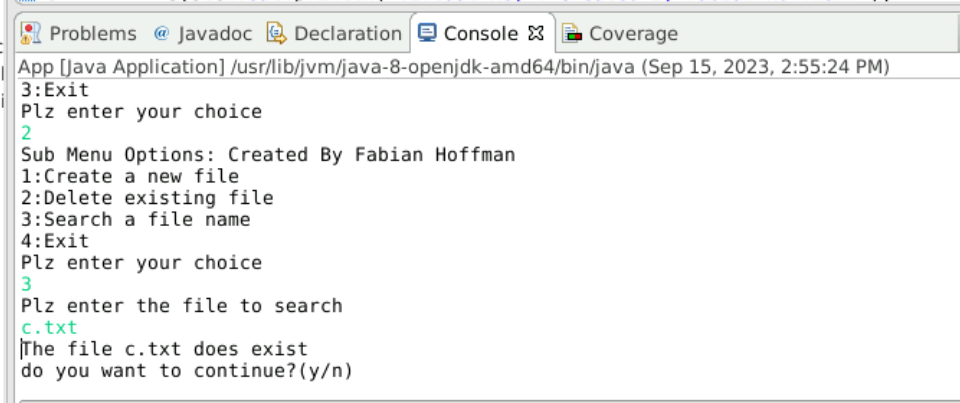 Problems @ Javadoc Declaration Console Coverage
App [Java Application] /usr/lib/jvm/java-8-openjdk-amd64/bin/java (Sep 15, 2023, 2:55:24 PM)
3:Exit
Plz enter your choice
2
Sub Menu Options: Created By Fabian Hoffman
1:Create a new file
2:Delete existing file
3:Search a file name
4:Exit
Plz enter your choice
3
Plz enter the file to search
c.txt
The file c.txt does exist
do you want to continue?(y/n)